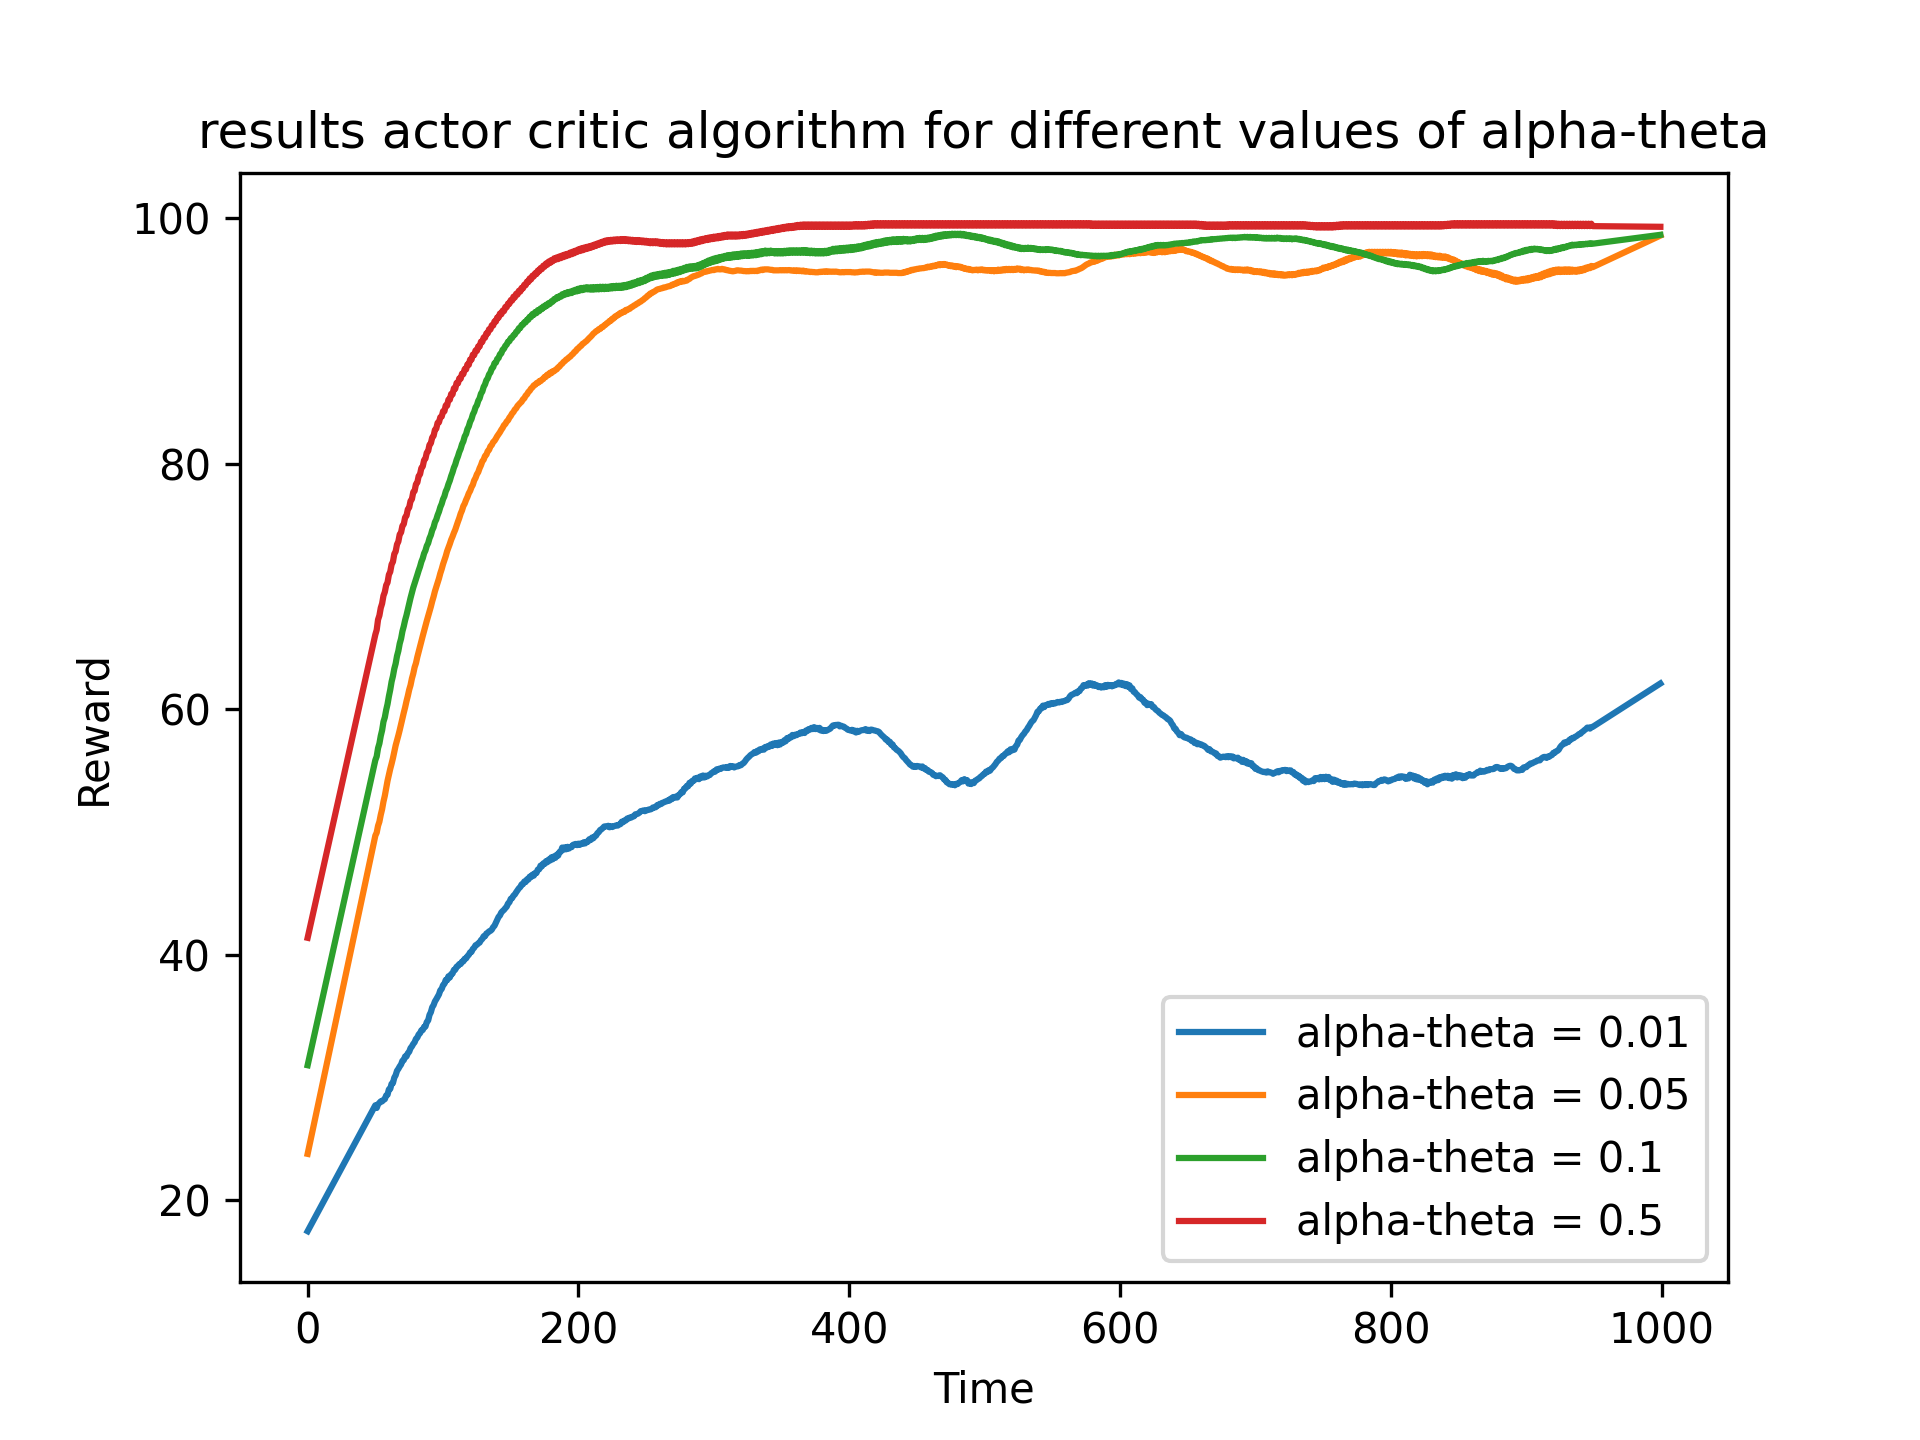 results actor critic algorithm for different values of alpha-theta
100
80
60
40
20
Reward
0 200 400 600 800 1000
Time
alpha-theta = 0.01
alpha-theta = 0.05
alpha-theta = 0.1
alpha-theta = 0.5